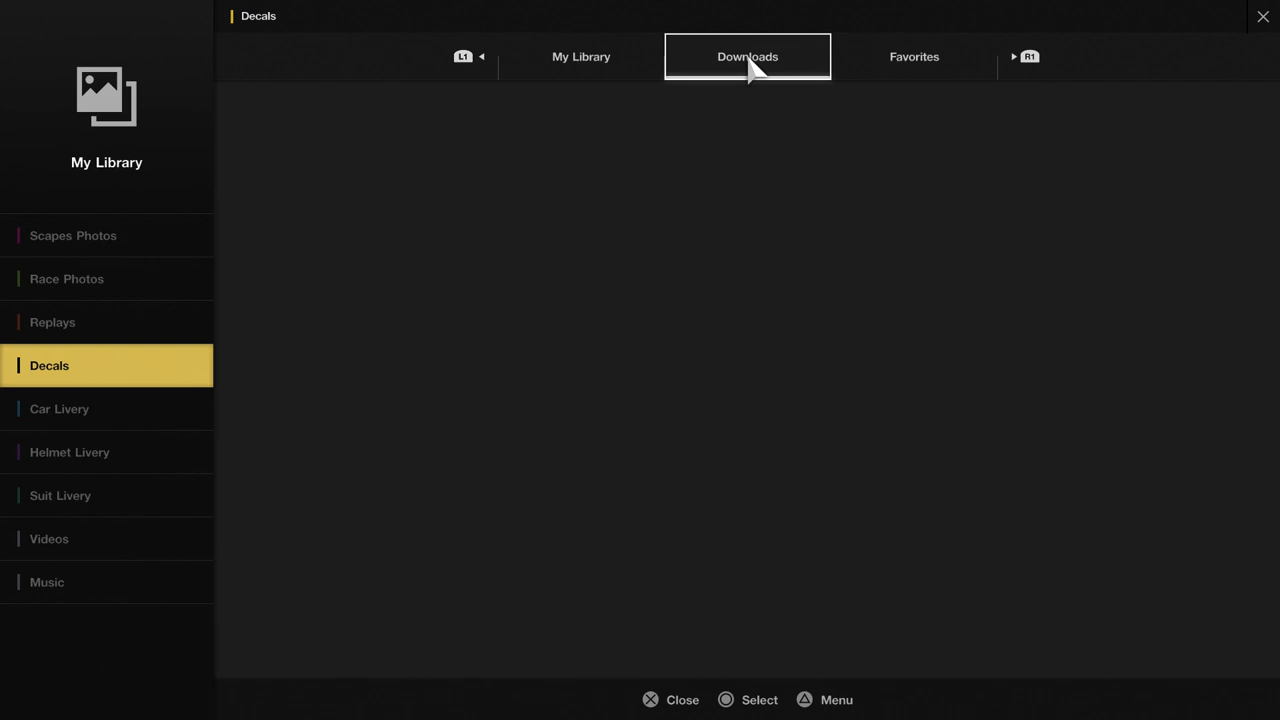 Decals
L1
My Library
Downloads
Favorites
R1
My Library
Scapes Photos
Race Photos
Replays
Decals
Car Livery
Helmet Livery
Suit Livery
Videos
Music
Close
Select
Menu